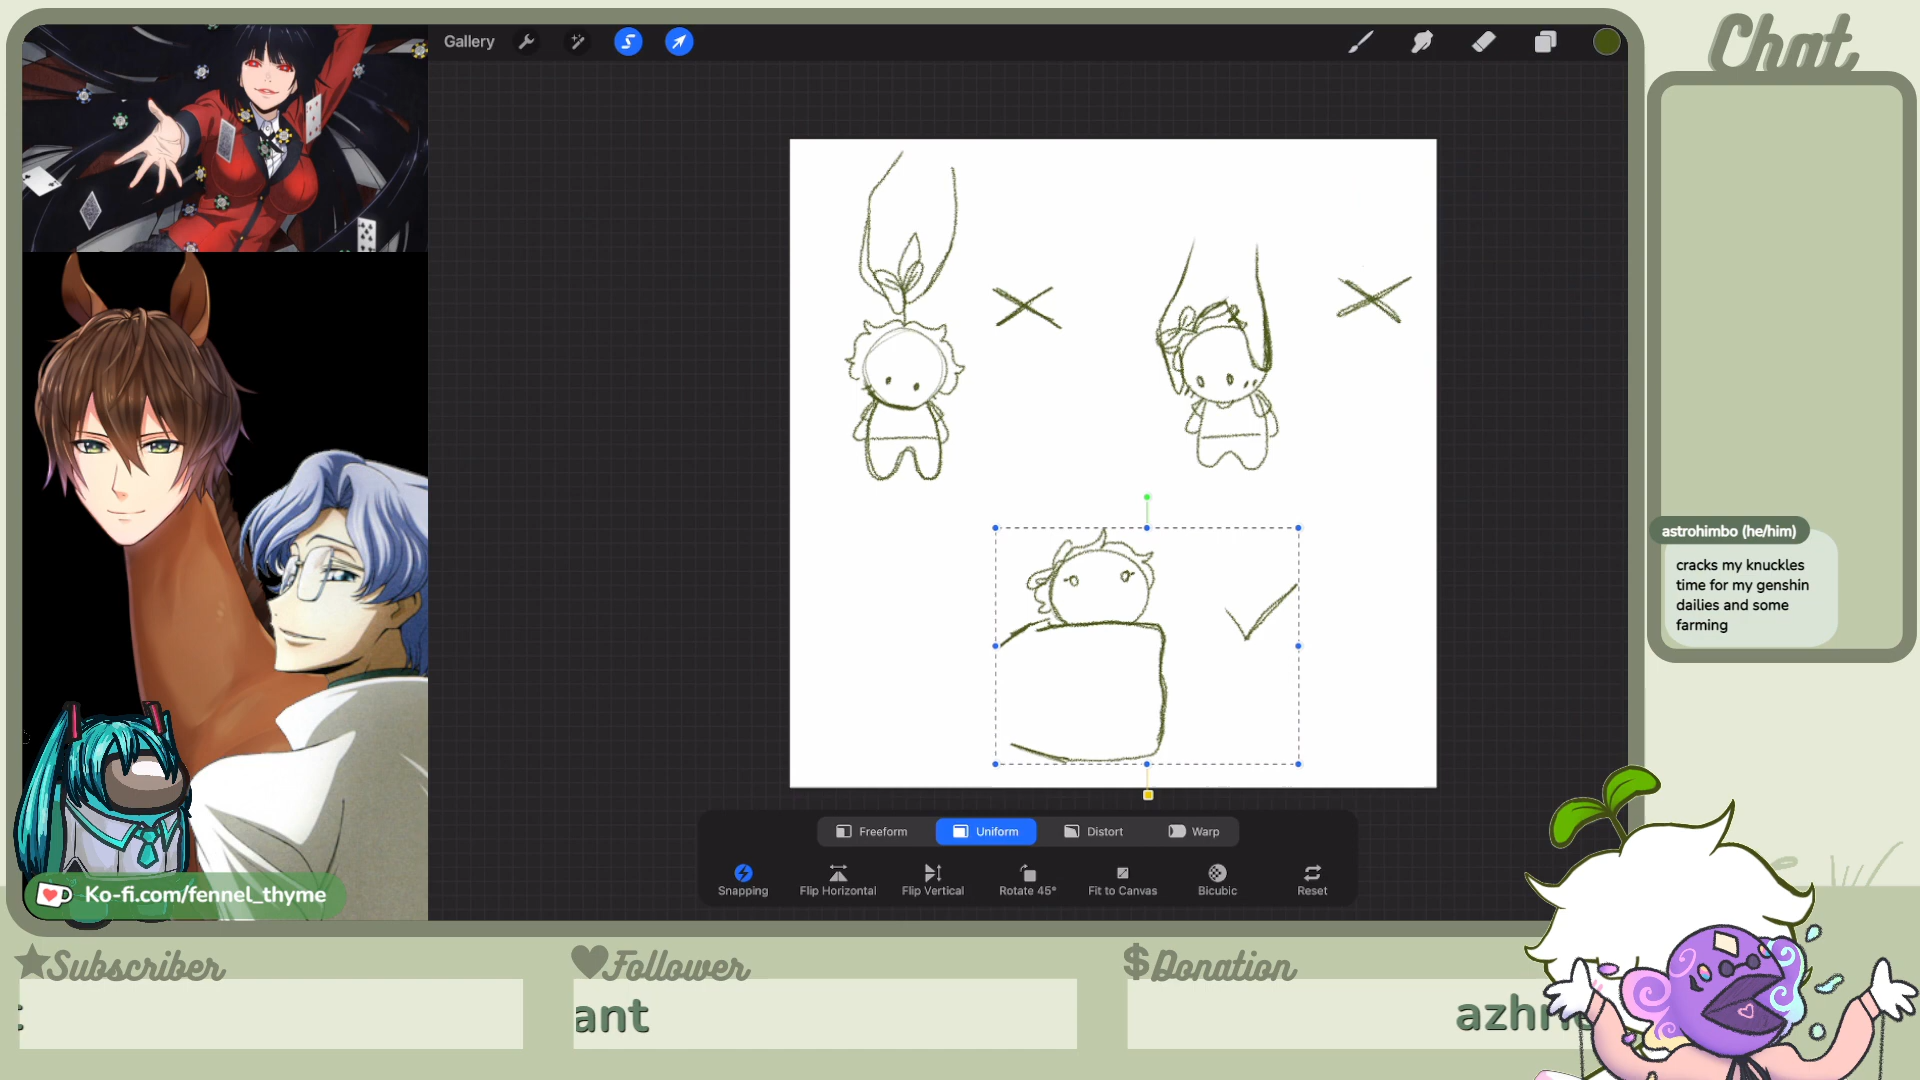 Chat
Gallery
astrohimbo (he/him)
cracks my knuckles
time for my genshin
dailies and some
farming
Freeform
Uniform
Distort
Warp
Snapping
Flip Horizontal
Flip Vertical
Rotate 45°
Fit to Canvas
Bicubic
Reset
Ko-fi.com/fennel_thyme
Subscriber
Follower
$Donation
ant